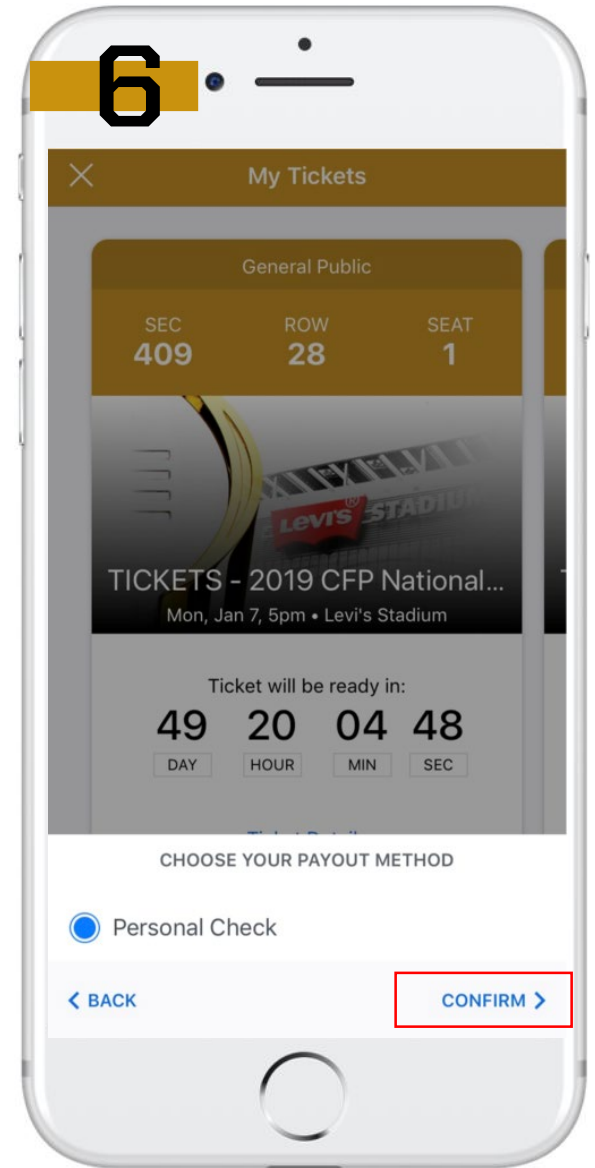 6
My Tickets
General Public
SEC ROW SEAT
409 28 1
LEVI'S® STADIUM
TICKETS - 2019 CFP National...
Mon, Jan 7, 5pm • Levi's Stadium
Ticket will be ready in:
49 20 04 48
DAY HOUR MIN SEC
CHOOSE YOUR PAYOUT METHOD
Personal Check
BACK CONFIRM